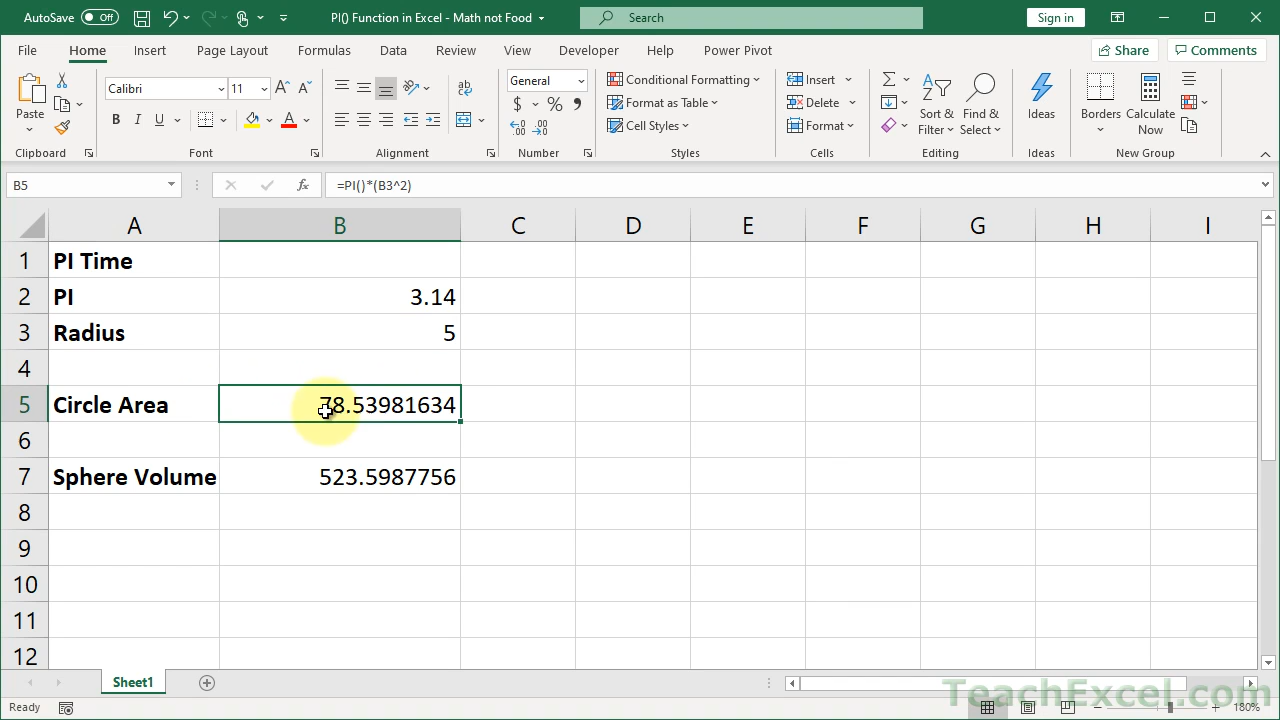 AutoSave Off PI() Function in Excel - Math not Food Search Sign in
File Home Insert Page Layout Formulas Data Review View Developer Help Power Pivot Share Comments
Paste
Clipboard
Calibri 11
B I U
Font
Alignment
General
$ % 9
Number
Conditional Formatting
Format as Table
Cell Styles
Styles
Insert
Delete
Format
Cells
Sort & Filter
Find & Select
Editing
Ideas
Ideas
Borders
Calculate Now
New Group
B5 fx =PI()*(B3^2)
A B C D E F G H I
1 PI Time
2 PI 3.14
3 Radius 5
4
5 Circle Area 78.53981634
6
7 Sphere Volume 523.5987756
8
9
10
11
12
Sheet1
TeachExcel.com
Ready 180%